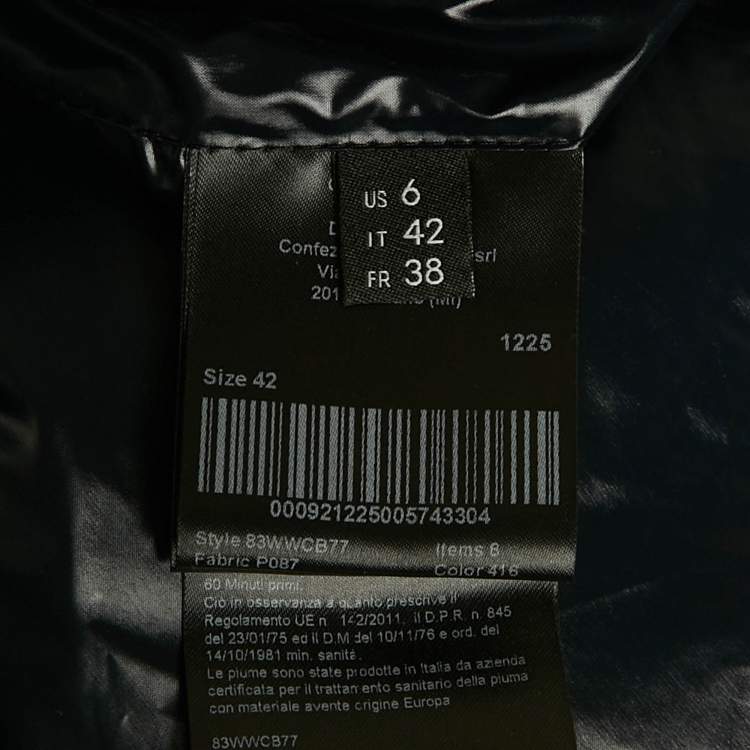 US 6
IT 42
FR 38
Confez srl
Via
201 (MI)
1225
Size 42
000921225005743304
Style 83WWCB77 Items 8
Fabric P087 Color 416
60 Minuti primi.
Ciò in osservanza a quanto prescrive il
Regolamento UE n. 142/2011, il D.P.R. n. 845
del 23/01/75 ed il D.M del 10/11/76 e ord. del
14/10/1981 min. sanità.
Le piume sono state prodotte in Italia da azienda
certificata per il trattamento sanitario della piuma
con materiale avente origine Europa
83WWCB77